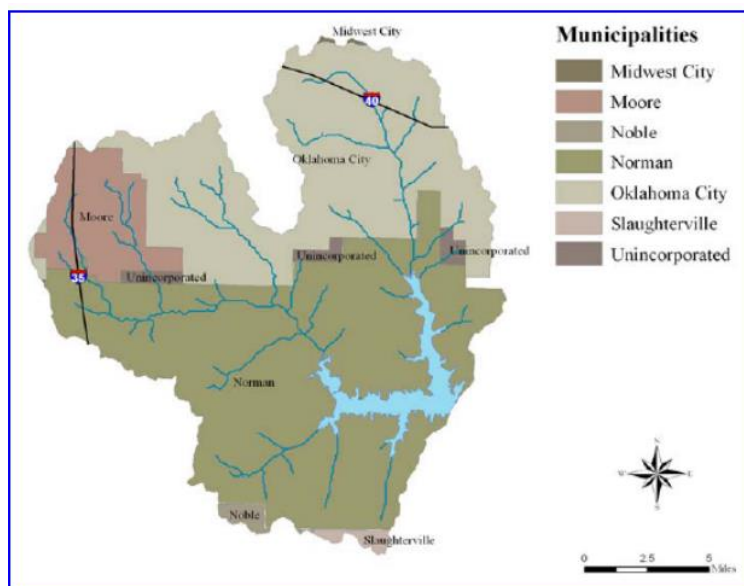 Midwest City
Municipalities
Midwest City
Moore
Noble
Norman
Oklahoma City
Slaughterville
Unincorporated
40
Oklahoma City
Moore
Unincorporated
Unincorporated
Unincorporated
35
Norman
Noble
Slaughterville
N
W E
S
0 2.5 5
Miles